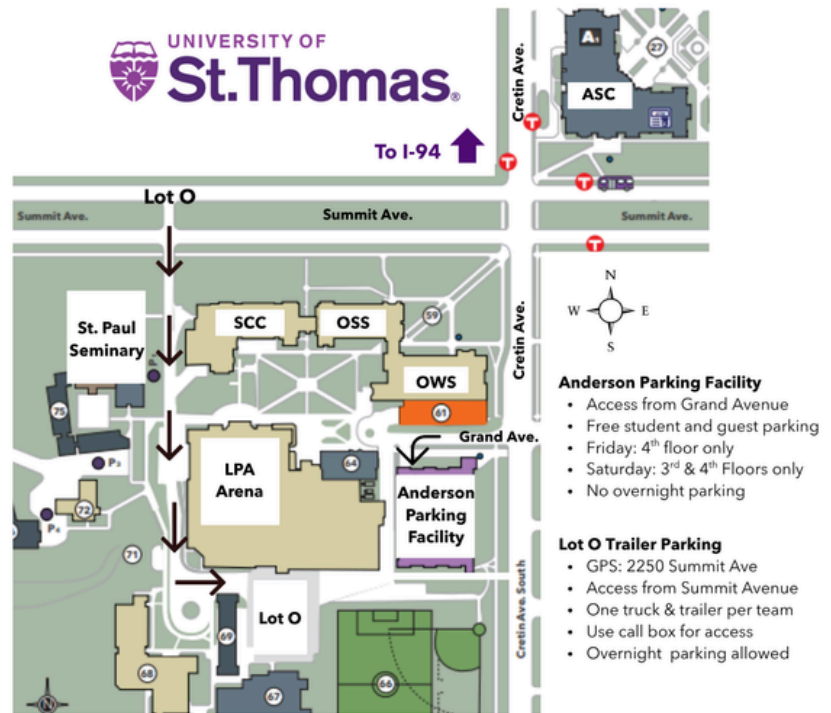 UNIVERSITY OF
St.Thomas®
To I-94
Cretin Ave.
A
27
ASC
T
T
T
T
Lot O
Summit Ave.
Summit Ave.
Summit Ave.
N
W
E
S
St. Paul
Seminary
SCC
OSS
59
Cretin Ave.
OWS
61
75
Grand Ave.
LPA
Arena
64
Anderson
Parking
Facility
72
71
Lot O
69
68
67
66
Cretin Ave. South
N
Anderson Parking Facility
• Access from Grand Avenue
• Free student and guest parking
• Friday: 4th floor only
• Saturday: 3rd & 4th Floors only
• No overnight parking
Lot O Trailer Parking
• GPS: 2250 Summit Ave
• Access from Summit Avenue
• One truck & trailer per team
• Use call box for access
• Overnight parking allowed